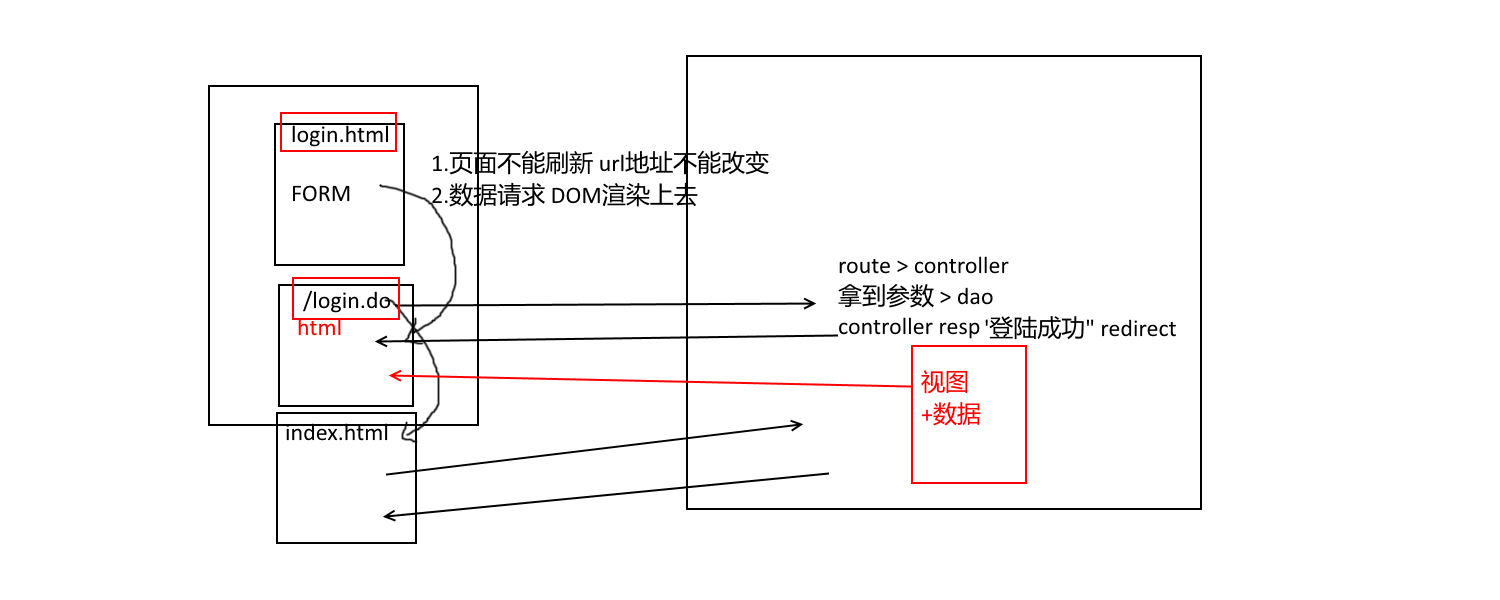 login.html
FORM
1.页面不能刷新 url地址不能改变
2.数据请求 DOM渲染上去
/login.do
html
index.html
route > controller
拿到参数 > dao
controller resp '登陆成功" redirect
视图
+数据